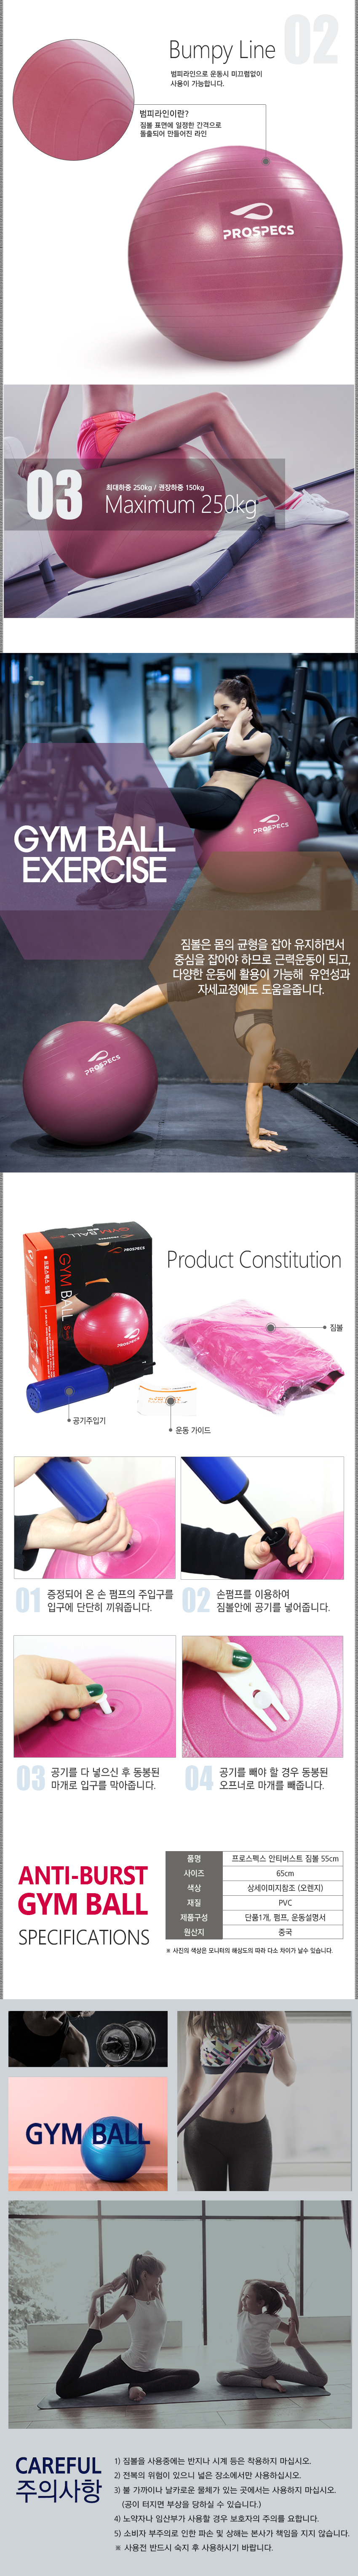 Bumpy Line 02
범피라인으로 운동시 미끄럼없이
사용이 가능합니다.
범피라인이란?
짐볼 표면에 일정한 간격으로
돌출되어 만들어진 라인
PROSPECS
03
최대하중 250kg / 권장하중 150kg
Maximum 250kg
PROSPECS
GYM BALL
EXERCISE
짐볼은 몸의 균형을 잡아 유지하면서
중심을 잡아야 하므로 근력운동이 되고,
다양한 운동에 활용이 가능해 유연성과
자세교정에도 도움을줍니다.
PROSPECS
Product Constitution
GYM BALL
PROSPECS
프로스펙스 짐볼
GYM BALL
PROSPECS
짐볼
공기주입기
운동 가이드
01 증정되어 온 손 펌프의 주입구를
입구에 단단히 끼워줍니다.
02 손펌프를 이용하여
짐볼안에 공기를 넣어줍니다.
03 공기를 다 넣으신 후 동봉된
마개로 입구를 막아줍니다.
04 공기를 빼야 할 경우 동봉된
오프너로 마개를 빼줍니다.
ANTI-BURST
GYM BALL
SPECIFICATIONS
품명 프로스펙스 안티버스트 짐볼 55cm
사이즈 65cm
색상 상세이미지참조 (오렌지)
재질 PVC
제품구성 단품1개, 펌프, 운동설명서
원산지 중국
※ 사진의 색상은 모니터의 해상도의 따라 다소 차이가 날수 있습니다.
GYM BALL
CAREFUL
주의사항
1) 짐볼을 사용중에는 반지나 시계 등은 착용하지 마십시오.
2) 전복의 위험이 있으니 넓은 장소에서만 사용하십시오.
3) 불 가까이나 날카로운 물체가 있는 곳에서는 사용하지 마십시오.
(공이 터지면 부상을 당하실 수 있습니다.)
4) 노약자나 임산부가 사용할 경우 보호자의 주의를 요합니다.
5) 소비자 부주의로 인한 파손 및 상해는 본사가 책임을 지지 않습니다.
※ 사용전 반드시 숙지 후 사용하시기 바랍니다.